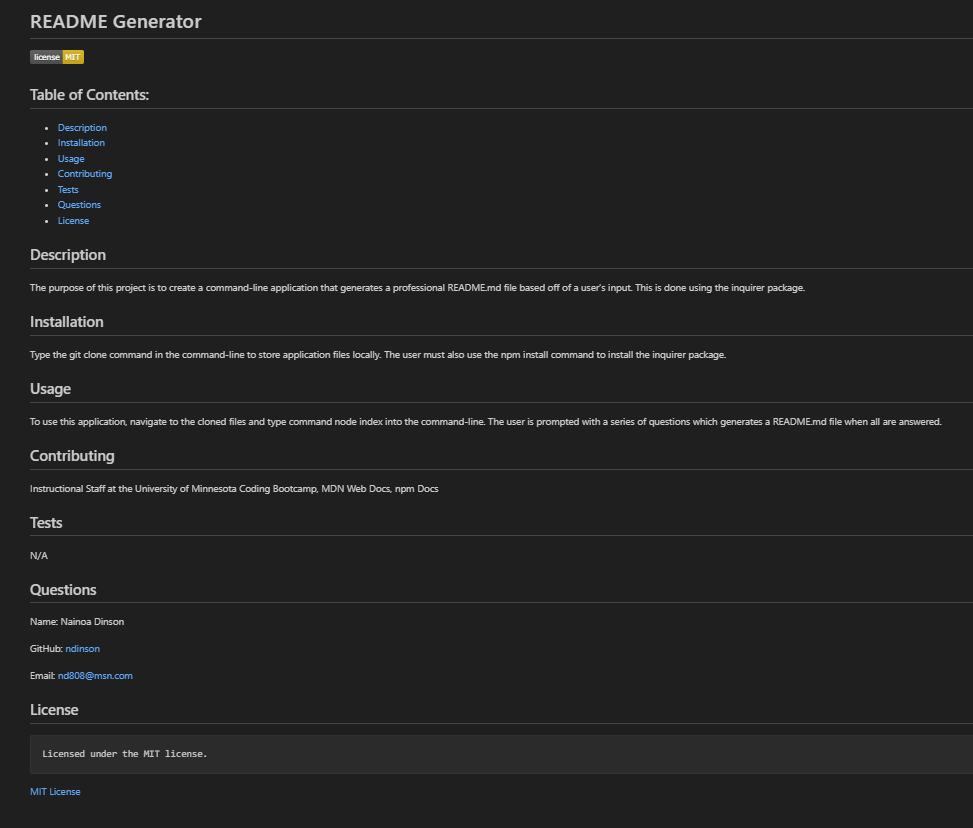 README Generator
license MIT
Table of Contents:
Description
Installation
Usage
Contributing
Tests
Questions
License
Description
The purpose of this project is to create a command-line application that generates a professional README.md file based off of a user's input. This is done using the inquirer package.
Installation
Type the git clone command in the command-line to store application files locally. The user must also use the npm install command to install the inquirer package.
Usage
To use this application, navigate to the cloned files and type command node index into the command-line. The user is prompted with a series of questions which generates a README.md file when all are answered.
Contributing
Instructional Staff at the University of Minnesota Coding Bootcamp, MDN Web Docs, npm Docs
Tests
N/A
Questions
Name: Nainoa Dinson
GitHub: ndinson
Email: nd808@msn.com
License
Licensed under the MIT license.
MIT License